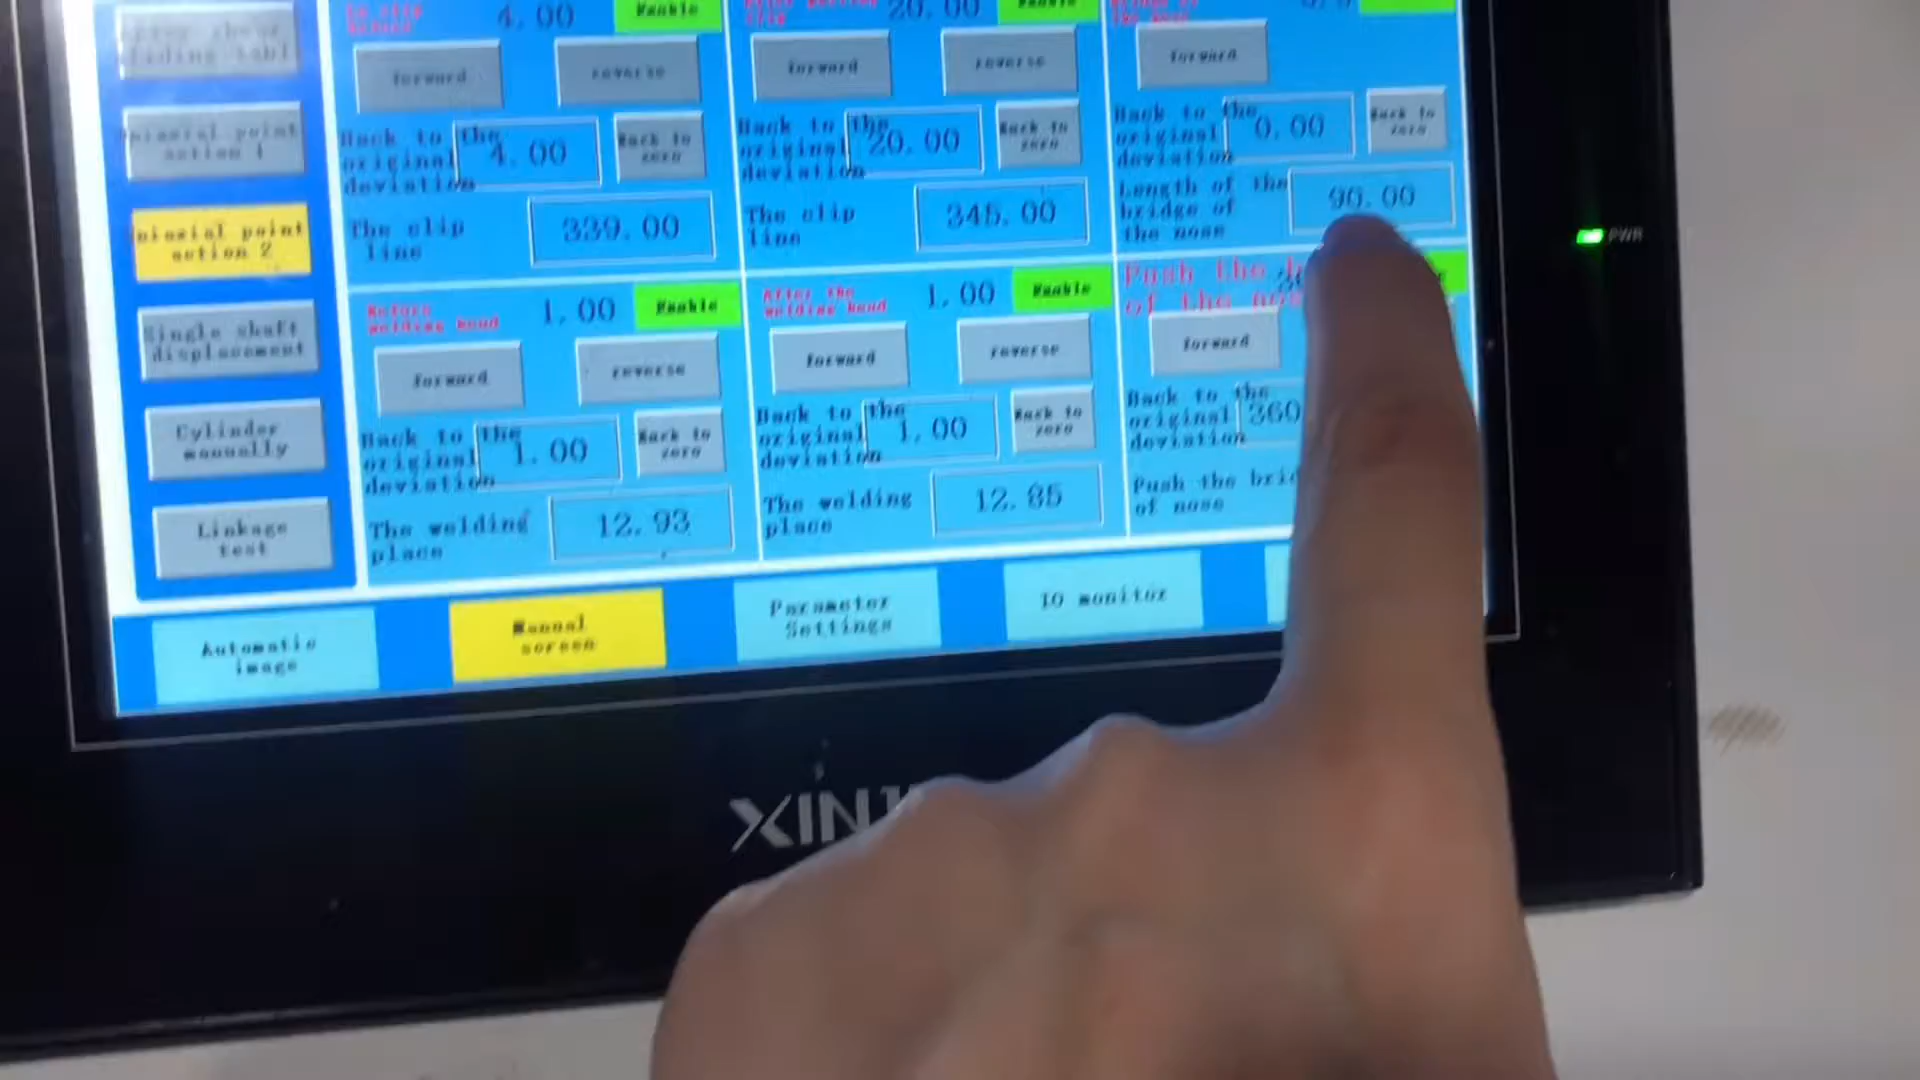 4.00
Enable
20.00
Enable
forward
reverse
forward
reverse
forward
Back to the
original
deviation
4.00
Back to
zero
Back to the
original
deviation
20.00
Back to
zero
Back to the
original
deviation
0.00
Back to
zero
The clip
line
339.00
The clip
line
345.00
Length of the
bridge of
the nose
90.00
action 1
action 2
Single shaft
displacement
Cylinder
manually
Linkage
test
Return
welding head
1.00
Enable
After the
welding head
1.00
Enable
Push the
of the
forward
reverse
forward
reverse
forward
Back to the
original
deviation
1.00
Back to
zero
Back to the
original
deviation
1.00
Back to
zero
Back to the
original
deviation
360
The welding
place
12.93
The welding
place
12.85
Push the
of nose
Automatic
image
Manual
screen
Parameter
Settings
IO monitor
PWR
XIN